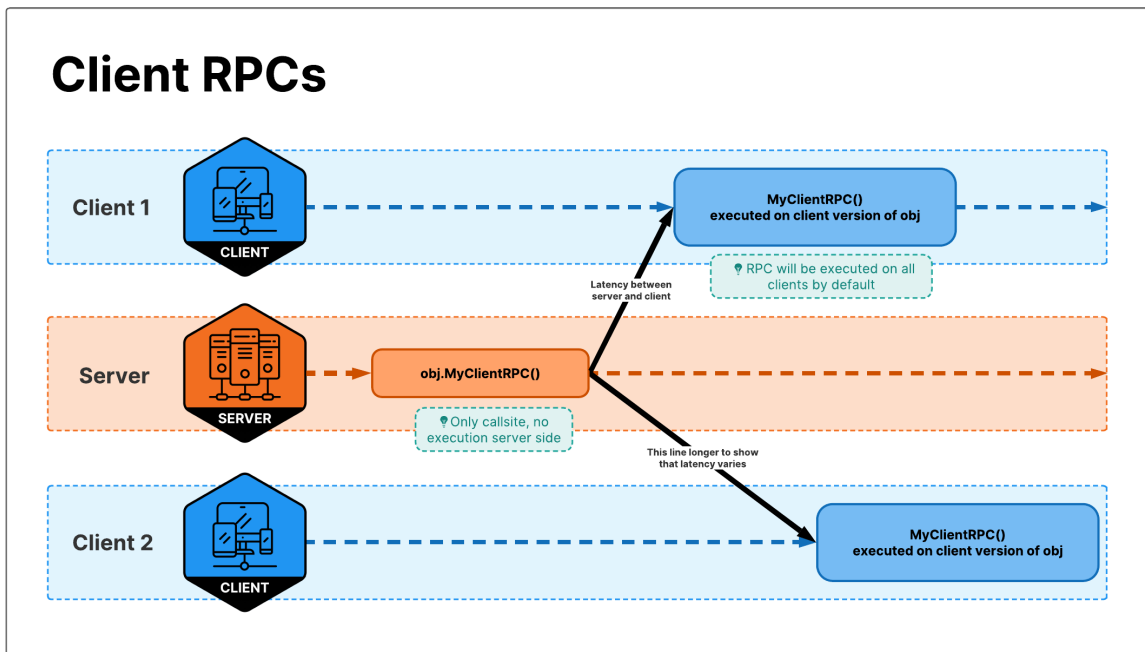 Client RPCs
Client 1
CLIENT
MyClientRPC()
executed on client version of obj
RPC will be executed on all
clients by default
Latency between
server and client
Server
SERVER
obj.MyClientRPC()
Only callsite, no
execution server side
This line longer to show
that latency varies
Client 2
CLIENT
MyClientRPC()
executed on client version of obj